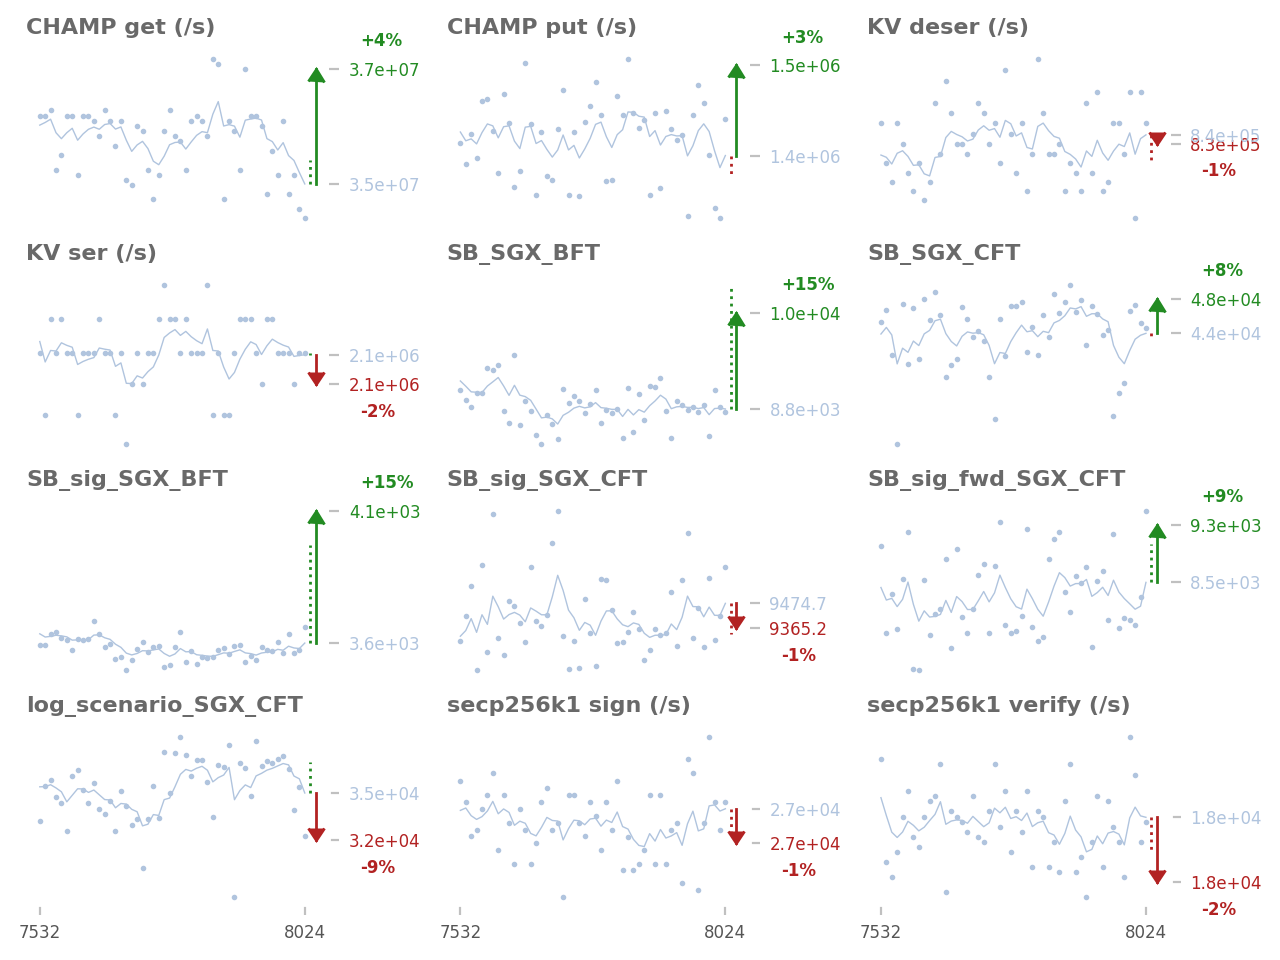 CHAMP get (/s)
+4%
3.7e+07
3.5e+07
CHAMP put (/s)
+3%
1.5e+06
1.4e+06
KV deser (/s)
8.4e+05
8.3e+05
-1%
KV ser (/s)
2.1e+06
2.1e+06
-2%
SB_SGX_BFT
+15%
1.0e+04
8.8e+03
SB_SGX_CFT
+8%
4.8e+04
4.4e+04
SB_sig_SGX_BFT
+15%
4.1e+03
3.6e+03
SB_sig_SGX_CFT
9474.7
9365.2
-1%
SB_sig_fwd_SGX_CFT
+9%
9.3e+03
8.5e+03
log_scenario_SGX_CFT
3.5e+04
3.2e+04
-9%
7532
8024
secp256k1 sign (/s)
2.7e+04
2.7e+04
-1%
7532
8024
secp256k1 verify (/s)
1.8e+04
1.8e+04
-2%
7532
8024